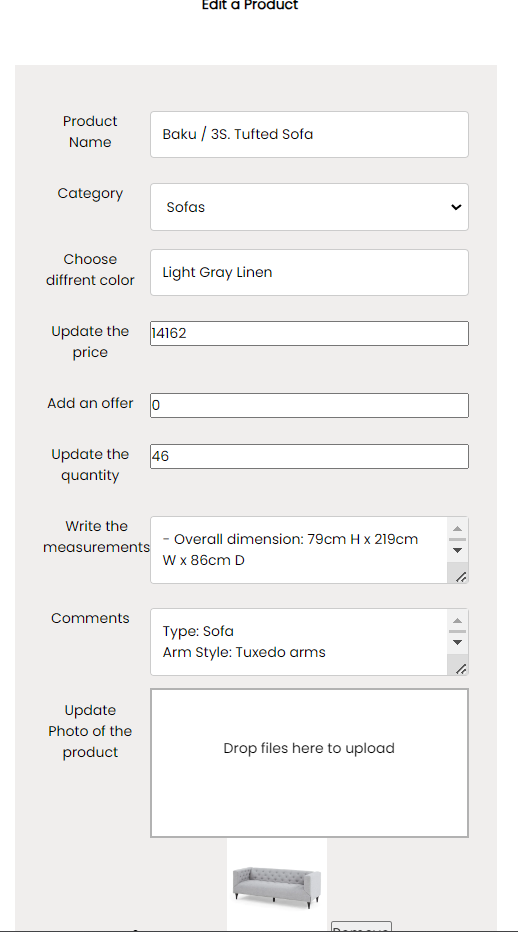 Edit a Product
Product
Name
Baku / 3S. Tufted Sofa
Category
Sofas
Choose
diffrent color
Light Gray Linen
Update the
price
14162
Add an offer
0
Update the
quantity
46
Write the
measurements
- Overall dimension: 79cm H x 219cm
W x 86cm D
Comments
Type: Sofa
Arm Style: Tuxedo arms
Update
Photo of the
product
Drop files here to upload
Remove